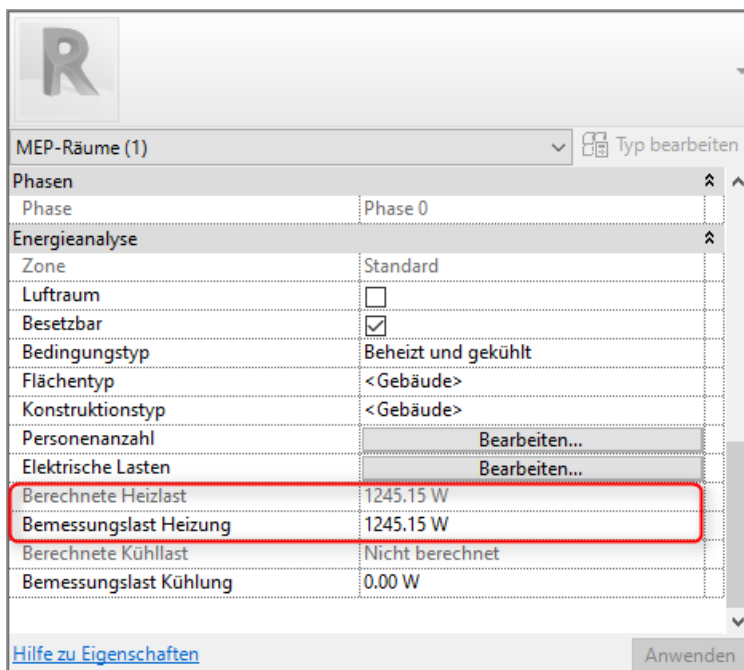 R
MEP-Räume (1) Typ bearbeiten
Phasen
Phase Phase 0
Energieanalyse
Zone Standard
Luftraum
Besetzbar
Bedingungstyp Beheizt und gekühlt
Flächentyp <Gebäude>
Konstruktionstyp <Gebäude>
Personenanzahl Bearbeiten...
Elektrische Lasten Bearbeiten...
Berechnete Heizlast 1245.15 W
Bemessungslast Heizung 1245.15 W
Berechnete Kühllast Nicht berechnet
Bemessungslast Kühlung 0.00 W
Hilfe zu Eigenschaften Anwenden